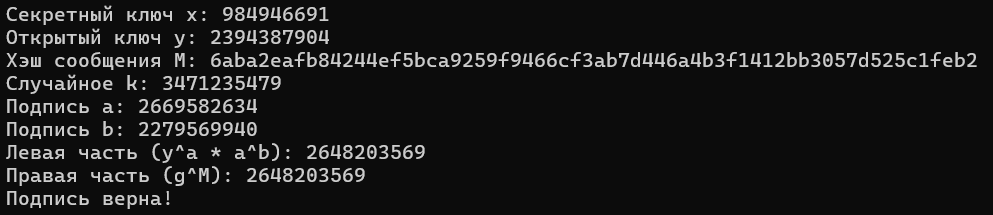 Секретный ключ x: 984946691
Открытый ключ y: 2394387904
Хэш сообщения M: 6aba2eafb84244ef5bca9259f9466cf3ab7d446a4b3f1412bb3057d525c1feb2
Случайное k: 3471235479
Подпись a: 2669582634
Подпись b: 2279569940
Левая часть (y^a * a^b): 2648203569
Правая часть (g^M): 2648203569
Подпись верна!